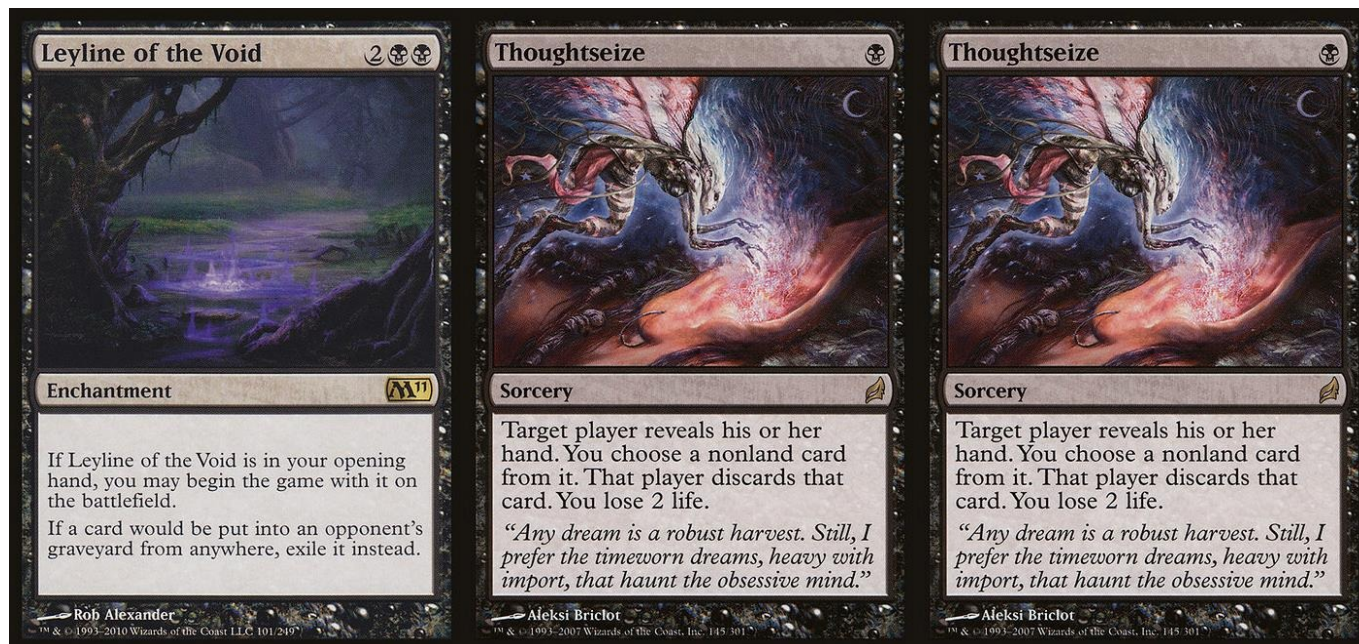 Leyline of the Void 2
Enchantment M11
If Leyline of the Void is in your opening
hand, you may begin the game with it on
the battlefield.
If a card would be put into an opponent's
graveyard from anywhere, exile it instead.
Rob Alexander
™ & © 1993-2010 Wizards of the Coast LLC 101/249
Thoughtseize
Sorcery
Target player reveals his or her
hand. You choose a nonland card
from it. That player discards that
card. You lose 2 life.
“Any dream is a robust harvest. Still, I
prefer the timeworn dreams, heavy with
import, that haunt the obsessive mind.”
Aleksi Briclot
™ & © 1993-2007 Wizards of the Coast, Inc. 145/301
Thoughtseize
Sorcery
Target player reveals his or her
hand. You choose a nonland card
from it. That player discards that
card. You lose 2 life.
“Any dream is a robust harvest. Still, I
prefer the timeworn dreams, heavy with
import, that haunt the obsessive mind.”
Aleksi Briclot
™ & © 1993-2007 Wizards of the Coast, Inc. 145/301